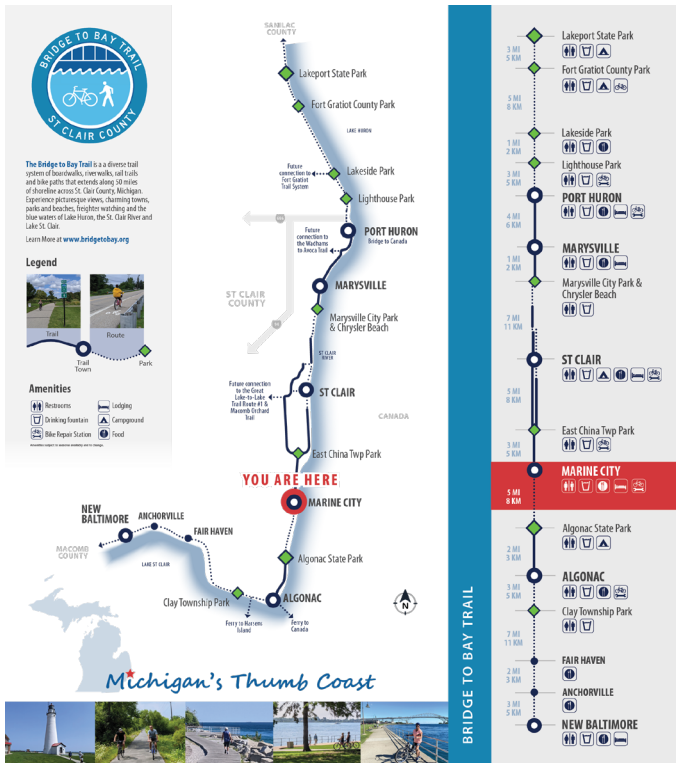 BRIDGE TO BAY TRAIL
ST CLAIR COUNTY
The Bridge to Bay Trail is a a diverse trail
system of boardwalks, riverwalks, rail trails
and bike paths that extends along 50 miles
of shoreline across St. Clair County, Michigan.
Experience picturesque views, charming towns,
parks and beaches, freighter watching and the
blue waters of Lake Huron, the St. Clair River and
Lake St. Clair.
Learn More at www.bridgetobay.org
Legend
Trail
Route
Trail
Town
Park
Amenities
Restrooms
Lodging
Drinking fountain
Campground
Bike Repair Station
Food
SANILAC
COUNTY
Lakeport State Park
Fort Gratiot County Park
LAKE HURON
Future
connection to
Fort Gratiot
Trail System
Lakeside Park
Lighthouse Park
PORT HURON
Bridge to Canada
Future
connection to
the Wadhams
to Avoca Trail
MARYSVILLE
ST CLAIR
COUNTY
Marysville City Park
& Chrysler Beach
ST CLAIR
RIVER
Future connection
to the Great
Lake-to-Lake
Trail Route #1 &
Macomb Orchard
Trail
ST CLAIR
CANADA
East China Twp Park
YOU ARE HERE
MARINE CITY
NEW
BALTIMORE
ANCHORVILLE
FAIR HAVEN
MACOMB
COUNTY
LAKE ST CLAIR
Algonac State Park
Clay Township Park
ALGONAC
N
Ferry to Harsens
Island
Ferry to
Canada
Michigan's Thumb Coast
BRIDGE TO BAY TRAIL
Lakeport State Park
3 MI
5 KM
Fort Gratiot County Park
5 MI
8 KM
Lakeside Park
1 MI
2 KM
Lighthouse Park
3 MI
5 KM
PORT HURON
4 MI
6 KM
MARYSVILLE
1 MI
2 KM
Marysville City Park &
Chrysler Beach
7 MI
11 KM
ST CLAIR
5 MI
8 KM
East China Twp Park
3 MI
5 KM
MARINE CITY
5 MI
8 KM
Algonac State Park
2 MI
3 KM
ALGONAC
3 MI
5 KM
Clay Township Park
7 MI
11 KM
FAIR HAVEN
2 MI
3 KM
ANCHORVILLE
3 MI
5 KM
NEW BALTIMORE